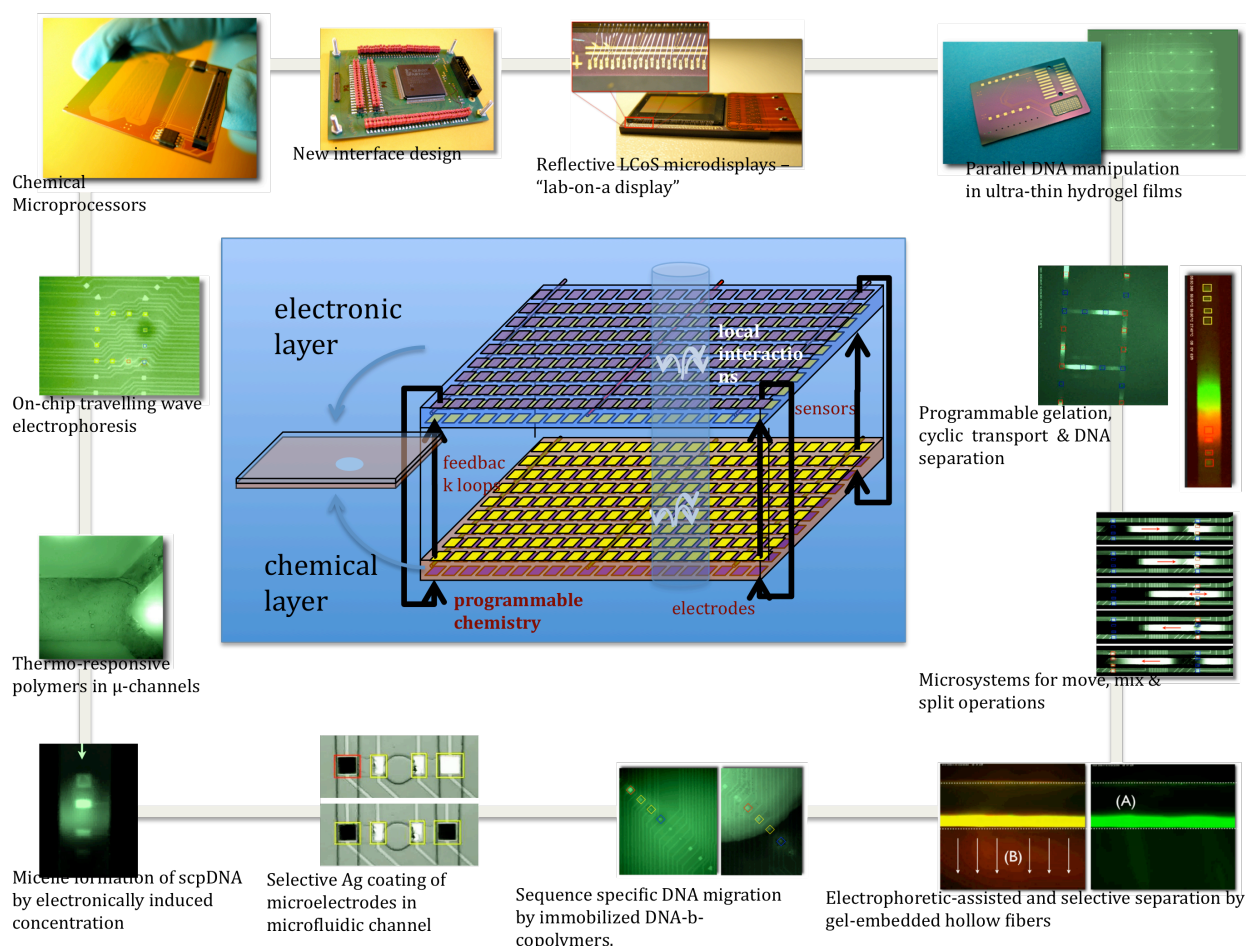 New interface design
Reflective LCoS microdisplays –
“lab-on-a display”
Parallel DNA manipulation
in ultra-thin hydrogel films
Chemical
Microprocessors
electronic
layer
local
interactio
ns
sensors
feedbac
k loops
chemical
layer
programmable
chemistry
electrodes
On-chip travelling wave
electrophoresis
Programmable gelation,
cyclic transport & DNA
separation
Thermo-responsive
polymers in μ-channels
Microsystems for move, mix &
split operations
(A)
(B)
Micelle formation of scpDNA
by electronically induced
concentration
Selective Ag coating of
microelectrodes in
microfluidic channel
Sequence specific DNA migration
by immobilized DNA-b-
copolymers.
Electrophoretic-assisted and selective separation by
gel-embedded hollow fibers